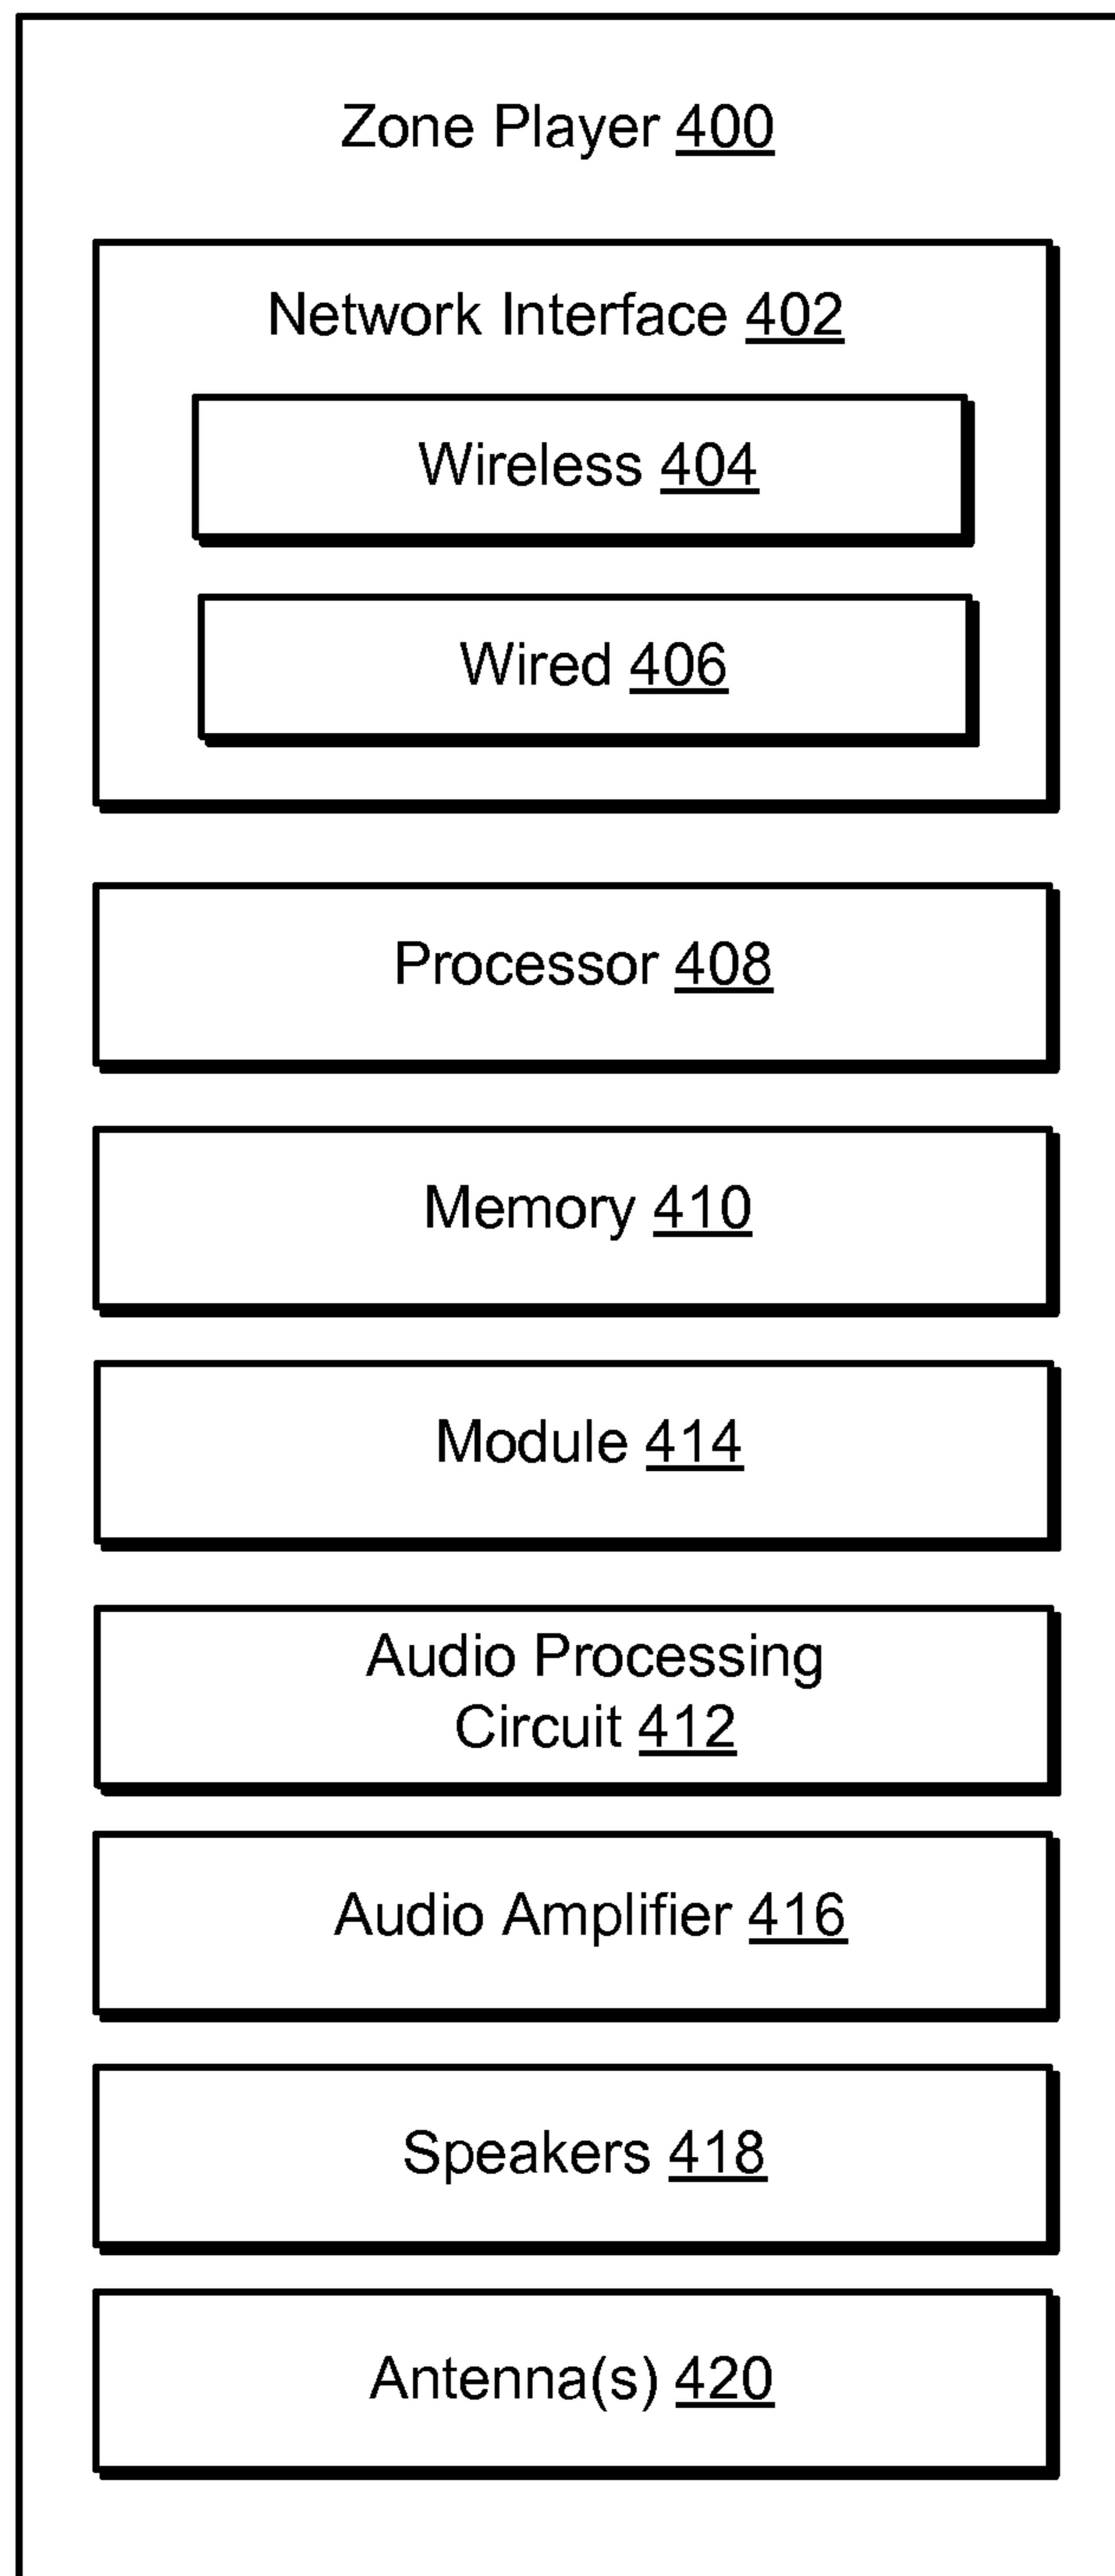 Zone Player 400
Network Interface 402
Wireless 404
Wired 406
Processor 408
Memory 410
Module 414
Audio Processing
Circuit 412
Audio Amplifier 416
Speakers 418
Antenna(s) 420